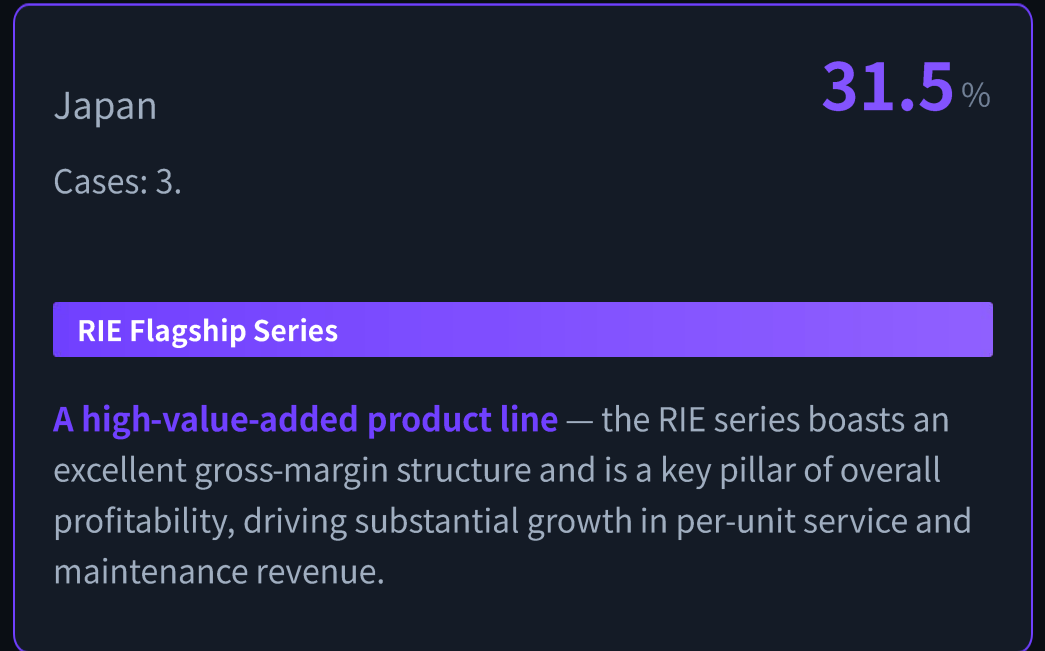 Japan
31.5 %
Cases: 3.
RIE Flagship Series
A high-value-added product line — the RIE series boasts an
excellent gross-margin structure and is a key pillar of overall
profitability, driving substantial growth in per-unit service and
maintenance revenue.